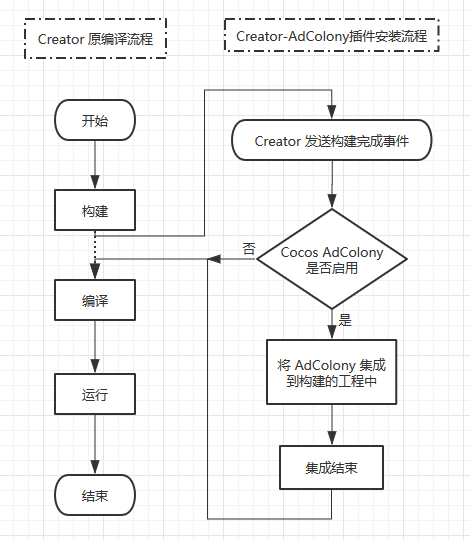 Creator 原编译流程
Creator-AdColony插件安装流程
开始
构建
编译
运行
结束
Creator 发送构建完成事件
Cocos AdColony
是否启用
否
是
将 AdColony 集成
到构建的工程中
集成结束